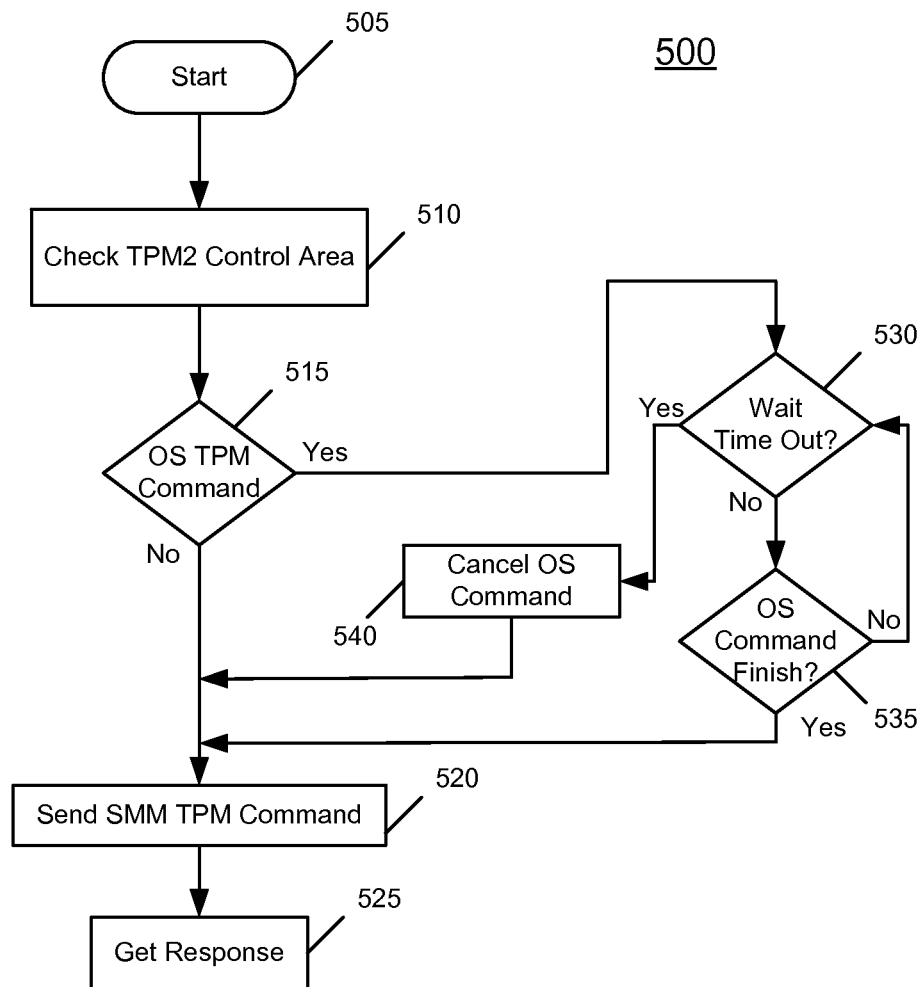 505
500
Start
510
Check TPM2 Control Area
515
530
Yes
Wait
Time Out?
OS TPM
Command
Yes
No
No
Cancel OS
Command
540
OS
Command
Finish?
No
535
Yes
520
Send SMM TPM Command
525
Get Response